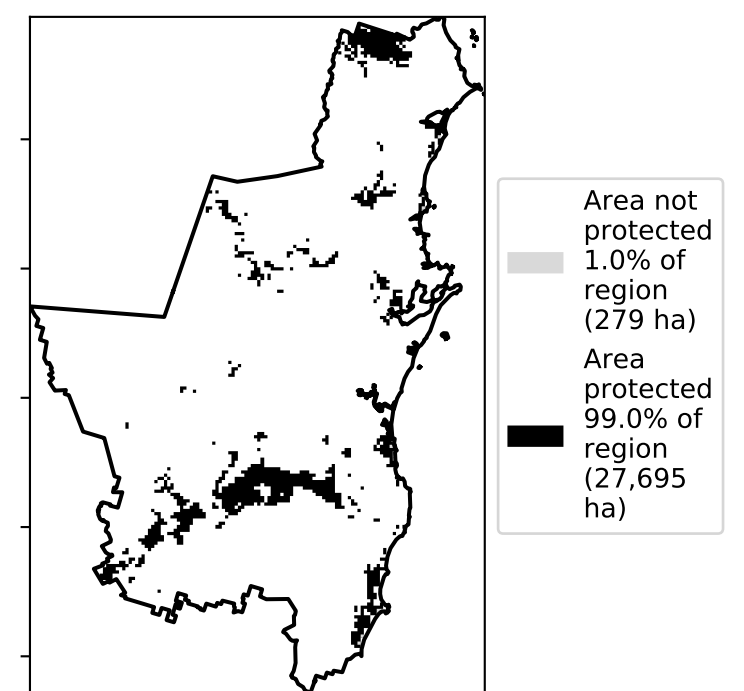 Area not
protected
1.0% of
region
(279 ha)
Area
protected
99.0% of
region
(27,695
ha)